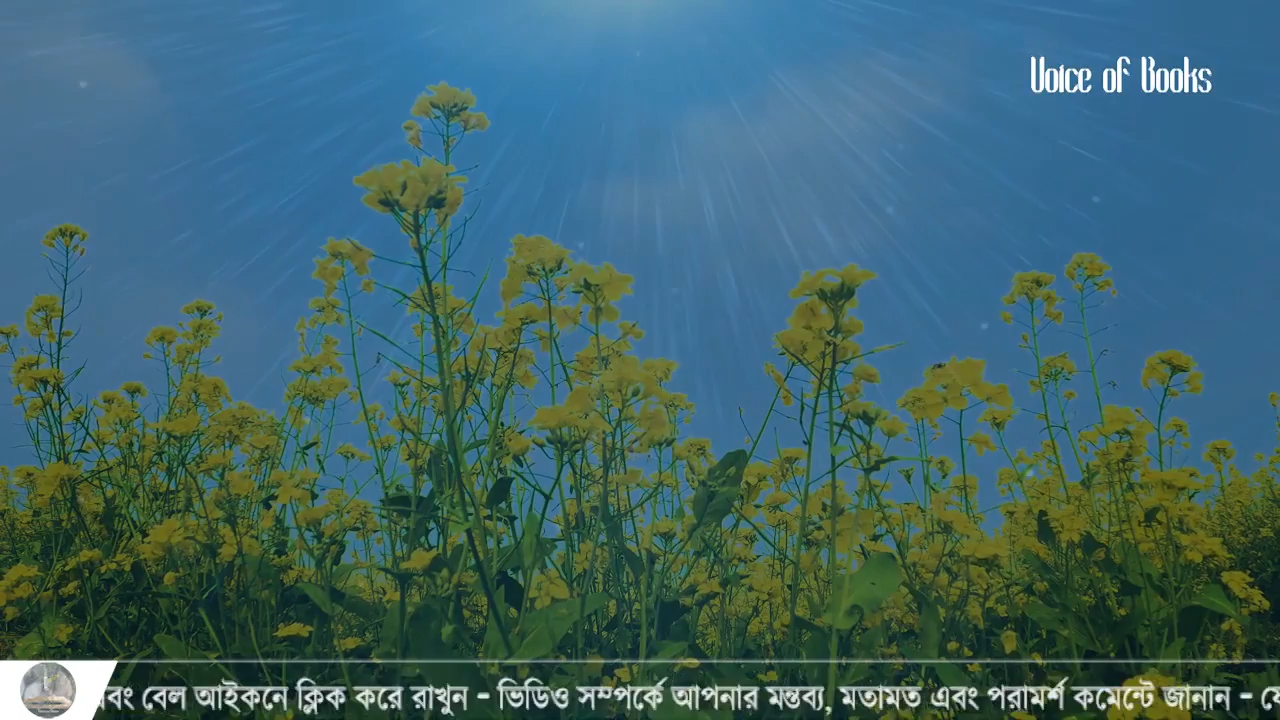 Voice of Books
বং বেল আইকনে ক্লিক করে রাখুন - ভিডিও সম্পর্কে আপনার মন্তব্য, মতামত এবং পরামর্শ কমেন্টে জানান -